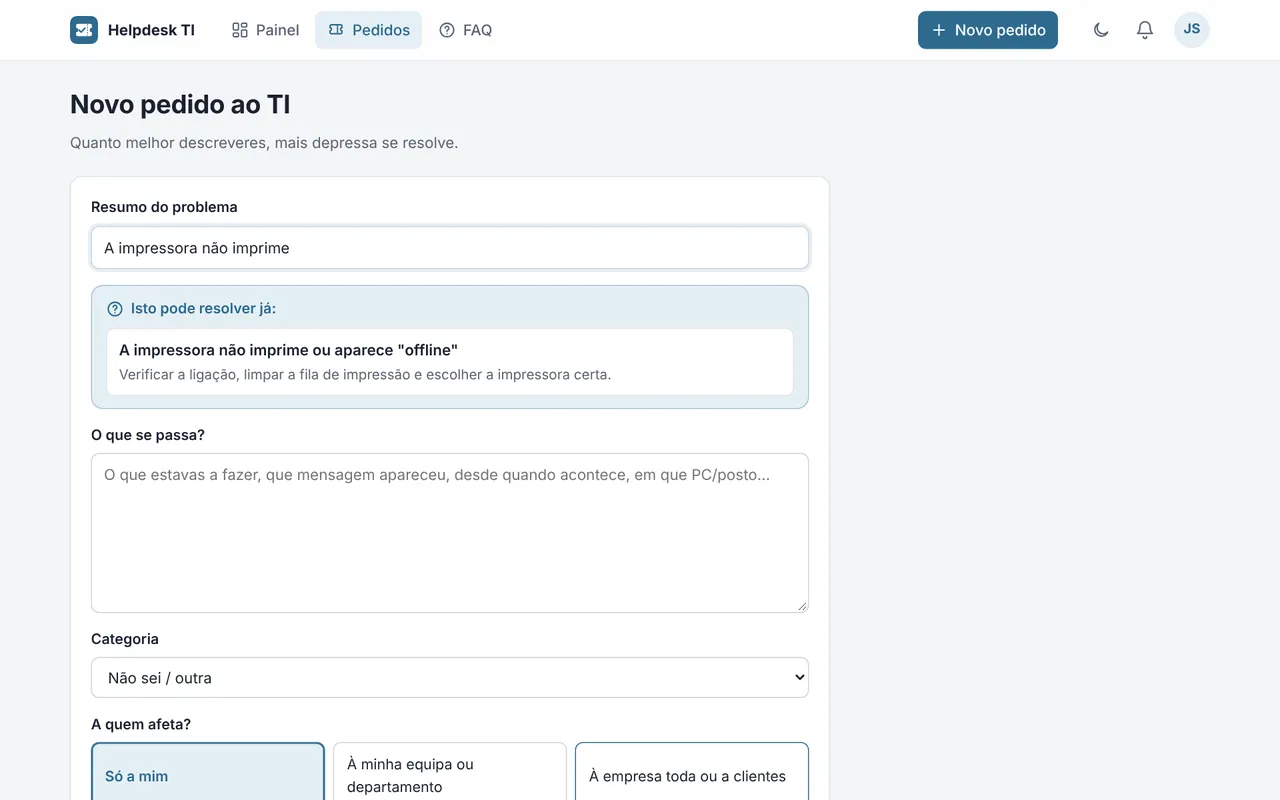 Helpdesk TI
Painel
Pedidos
FAQ
Novo pedido
JS
Novo pedido ao TI
Quanto melhor descreveres, mais depressa se resolve.
Resumo do problema
A impressora não imprime
Isto pode resolver já:
A impressora não imprime ou aparece "offline"
Verificar a ligação, limpar a fila de impressão e escolher a impressora certa.
O que se passa?
O que estavas a fazer, que mensagem apareceu, desde quando acontece, em que PC/posto...
Categoria
Não sei / outra
A quem afeta?
Só a mim
À minha equipa ou
departamento
À empresa toda ou a clientes